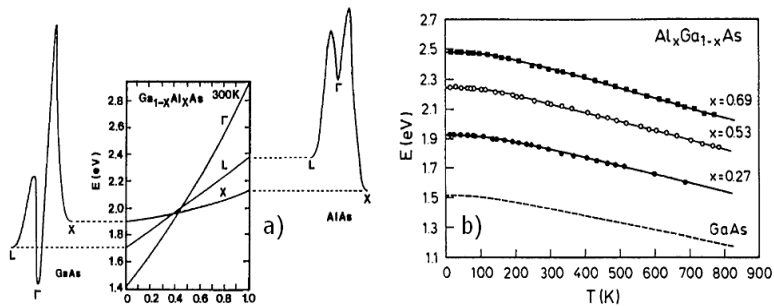 Ga1-XAlXAs 300K
E (eV)
2.8
2.6
2.4
2.2
2.0
1.8
1.6
1.4
0 0.2 0.4 0.6 0.8 1.0
Γ
L
X
L
Γ
X
GaAs
Γ
L
X
AlAs
a)
b)
AlxGa1-xAs
E (eV)
2.7
2.5
2.3
2.1
1.9
1.7
1.5
1.3
1.1
x=0.69
x=0.53
x=0.27
GaAs
0 100 200 300 400 500 600 700 800 900
T (K)